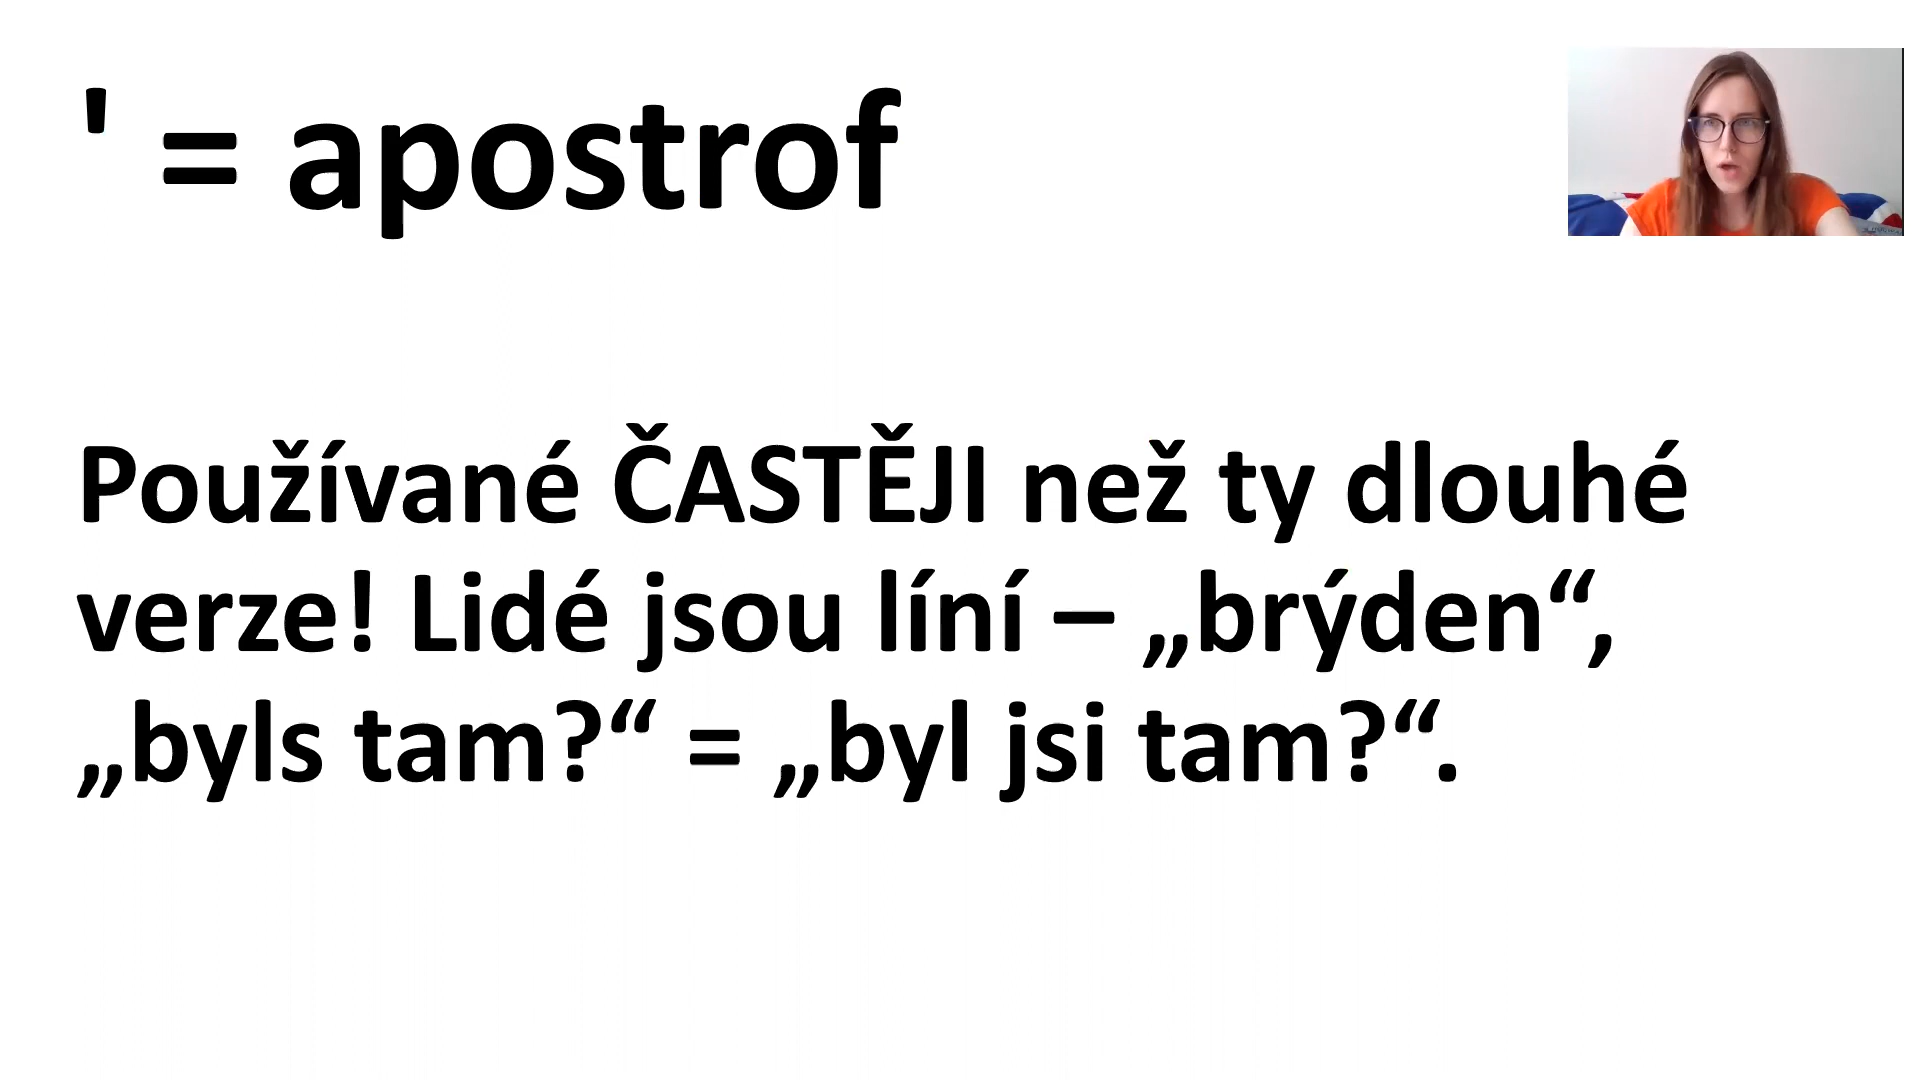 ' = apostrof
Používané ČASTĚJI než ty dlouhé
verze! Lidé jsou líní – „brýden“,
„byls tam?“ = „byl jsi tam?“.